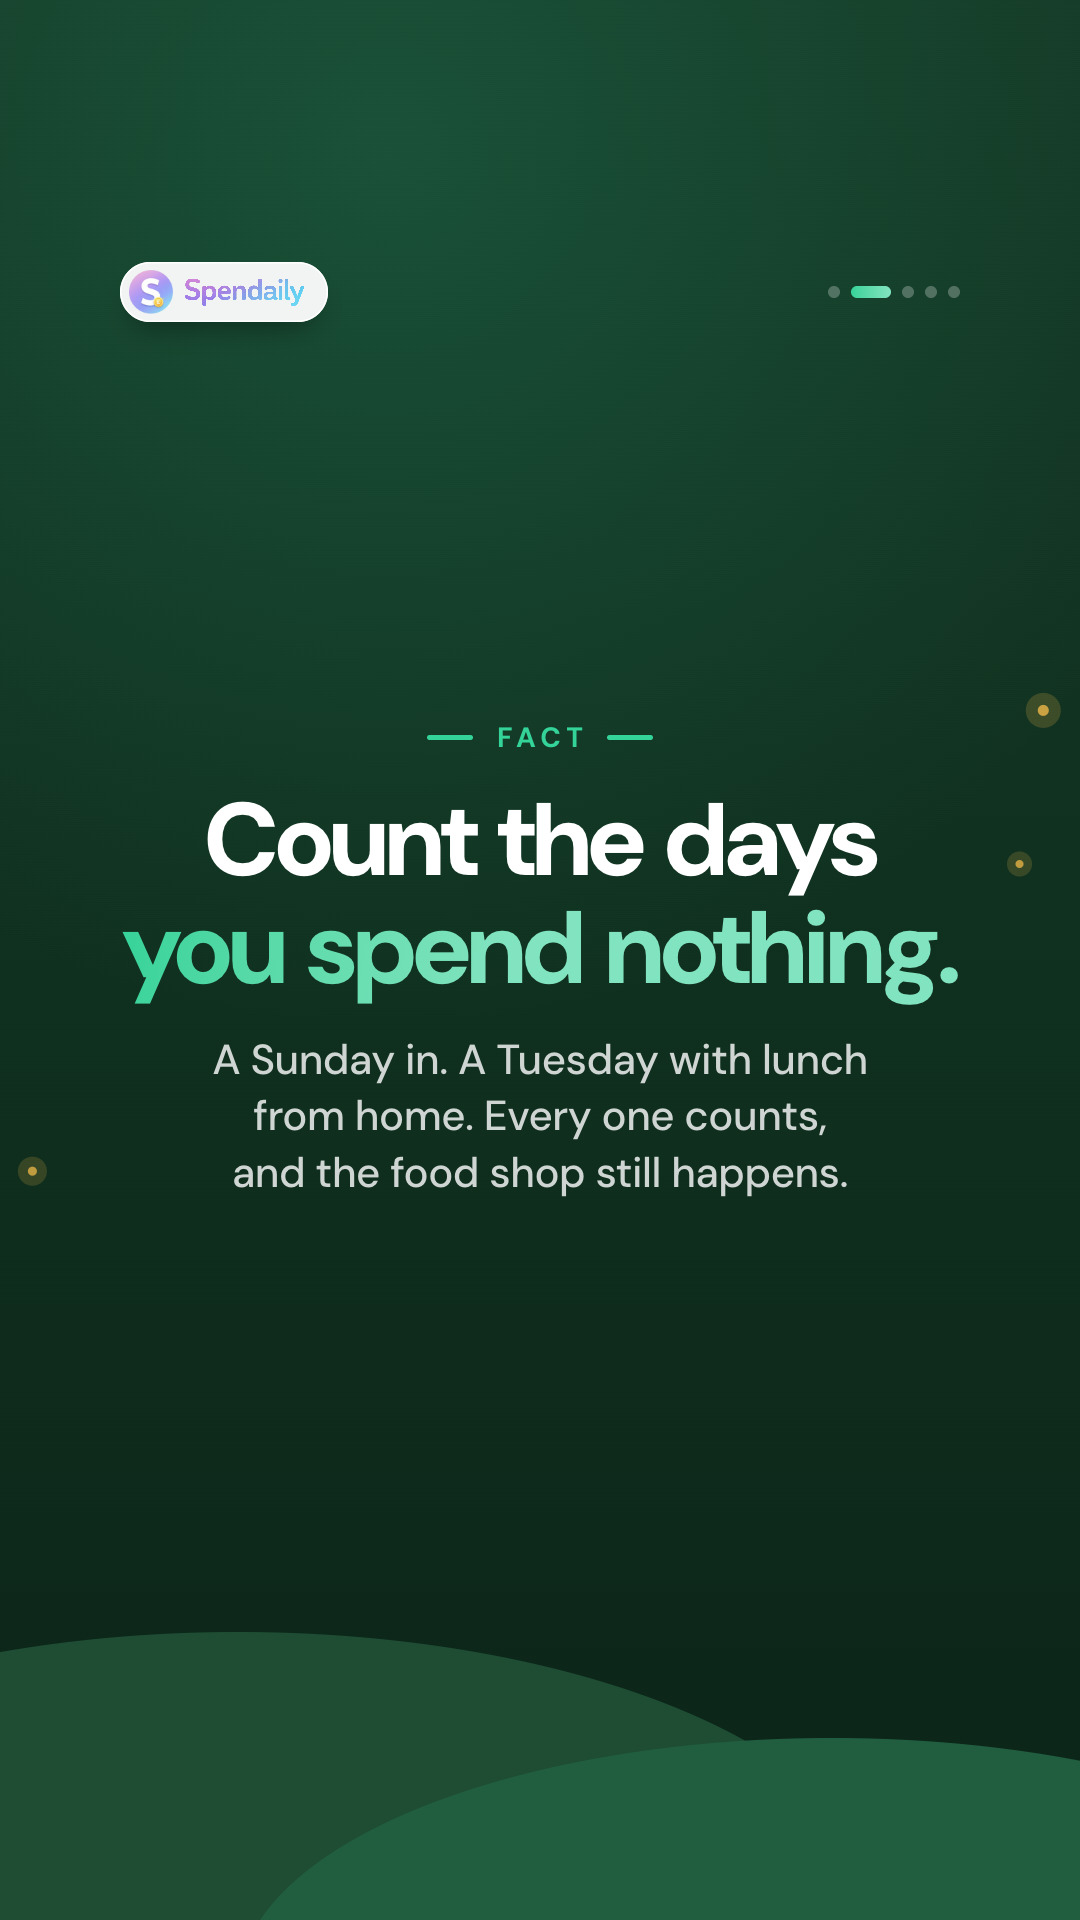 Spendaily
FACT
Count the days
you spend nothing.
A Sunday in. A Tuesday with lunch
from home. Every one counts,
and the food shop still happens.